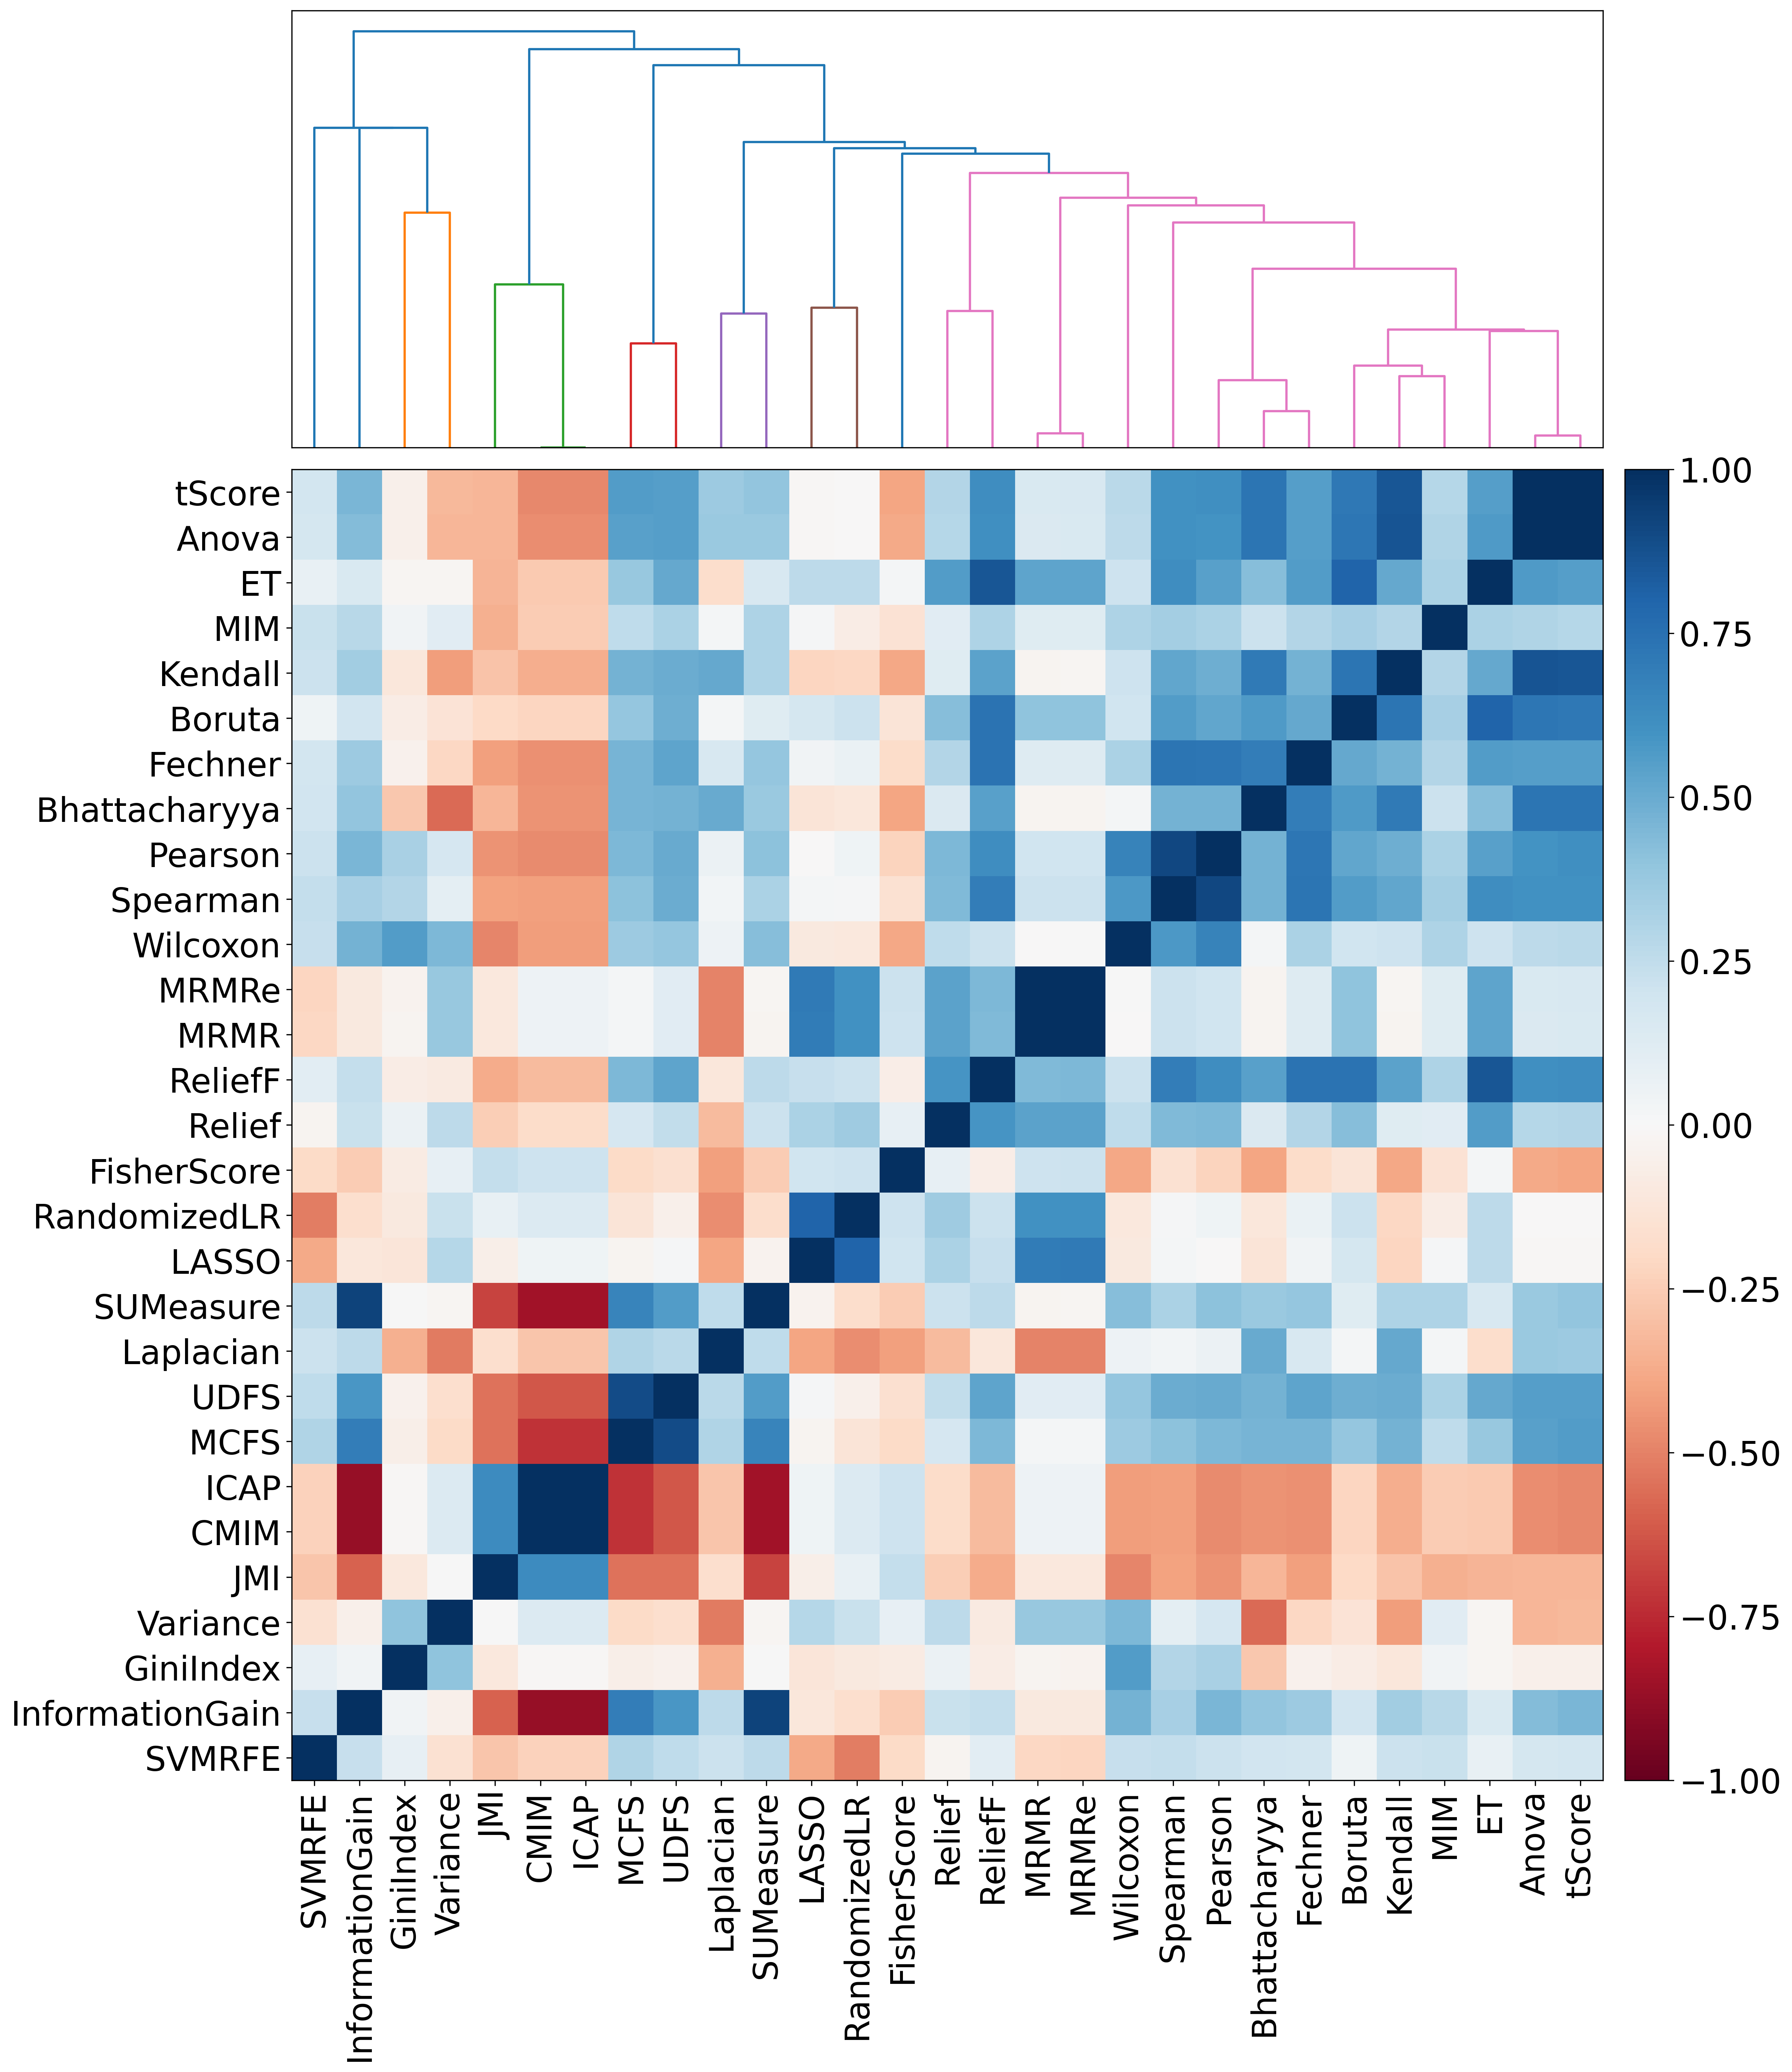 tScore
Anova
ET
MIM
Kendall
Boruta
Fechner
Bhattacharyya
Pearson
Spearman
Wilcoxon
MRMRe
MRMR
ReliefF
Relief
FisherScore
RandomizedLR
LASSO
SUMeasure
Laplacian
UDFS
MCFS
ICAP
CMIM
JMI
Variance
GiniIndex
InformationGain
SVMRFE
SVMRFE
InformationGain
GiniIndex
Variance
JMI
CMIM
ICAP
MCFS
UDFS
Laplacian
SUMeasure
LASSO
RandomizedLR
FisherScore
Relief
ReliefF
MRMR
MRMRe
Wilcoxon
Spearman
Pearson
Bhattacharyya
Fechner
Boruta
Kendall
MIM
ET
Anova
tScore
1.00
0.75
0.50
0.25
0.00
−0.25
−0.50
−0.75
−1.00